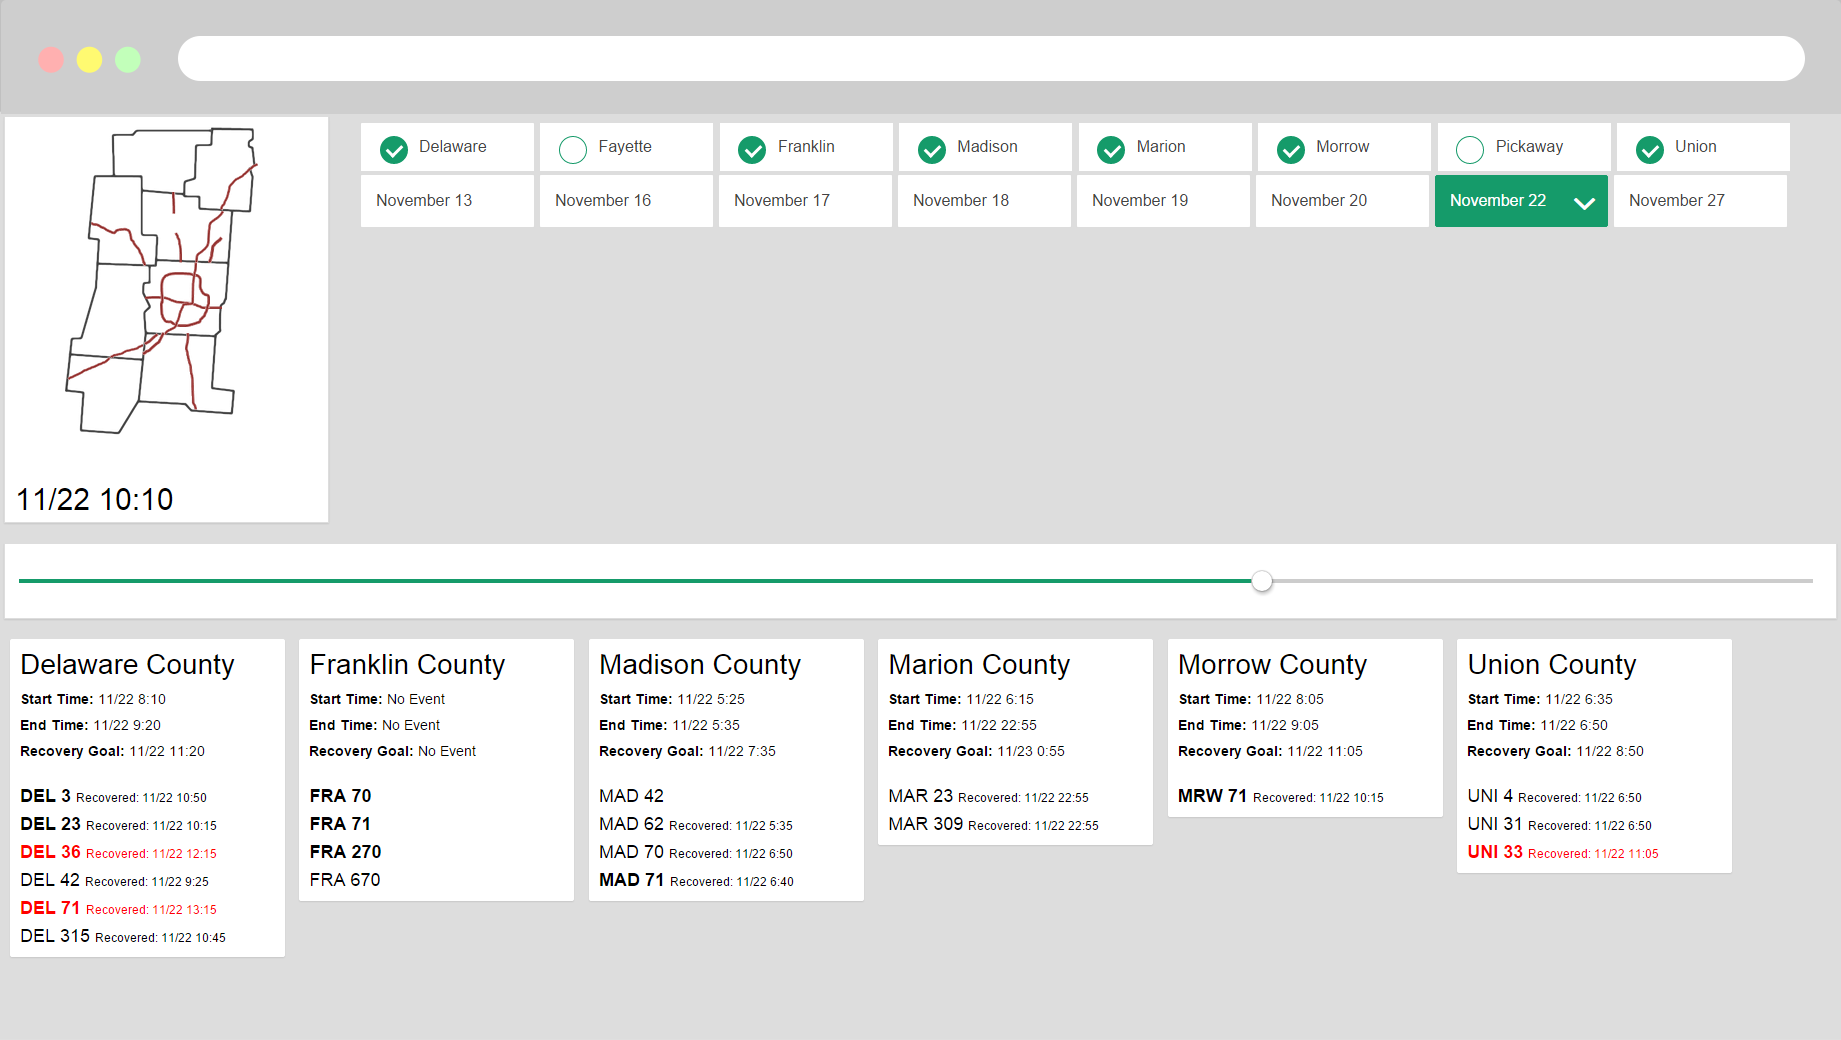 Delaware
Fayette
Franklin
Madison
Marion
Morrow
Pickaway
Union
November 13
November 16
November 17
November 18
November 19
November 20
November 22
November 27
11/22 10:10
Delaware County
Start Time: 11/22 8:10
End Time: 11/22 9:20
Recovery Goal: 11/22 11:20
DEL 3 Recovered: 11/22 10:50
DEL 23 Recovered: 11/22 10:15
DEL 36 Recovered: 11/22 12:15
DEL 42 Recovered: 11/22 9:25
DEL 71 Recovered: 11/22 13:15
DEL 315 Recovered: 11/22 10:45
Franklin County
Start Time: No Event
End Time: No Event
Recovery Goal: No Event
FRA 70
FRA 71
FRA 270
FRA 670
Madison County
Start Time: 11/22 5:25
End Time: 11/22 5:35
Recovery Goal: 11/22 7:35
MAD 42
MAD 62 Recovered: 11/22 5:35
MAD 70 Recovered: 11/22 6:50
MAD 71 Recovered: 11/22 6:40
Marion County
Start Time: 11/22 6:15
End Time: 11/22 22:55
Recovery Goal: 11/23 0:55
MAR 23 Recovered: 11/22 22:55
MAR 309 Recovered: 11/22 22:55
Morrow County
Start Time: 11/22 8:05
End Time: 11/22 9:05
Recovery Goal: 11/22 11:05
MRW 71 Recovered: 11/22 10:15
Union County
Start Time: 11/22 6:35
End Time: 11/22 6:50
Recovery Goal: 11/22 8:50
UNI 4 Recovered: 11/22 6:50
UNI 31 Recovered: 11/22 6:50
UNI 33 Recovered: 11/22 11:05